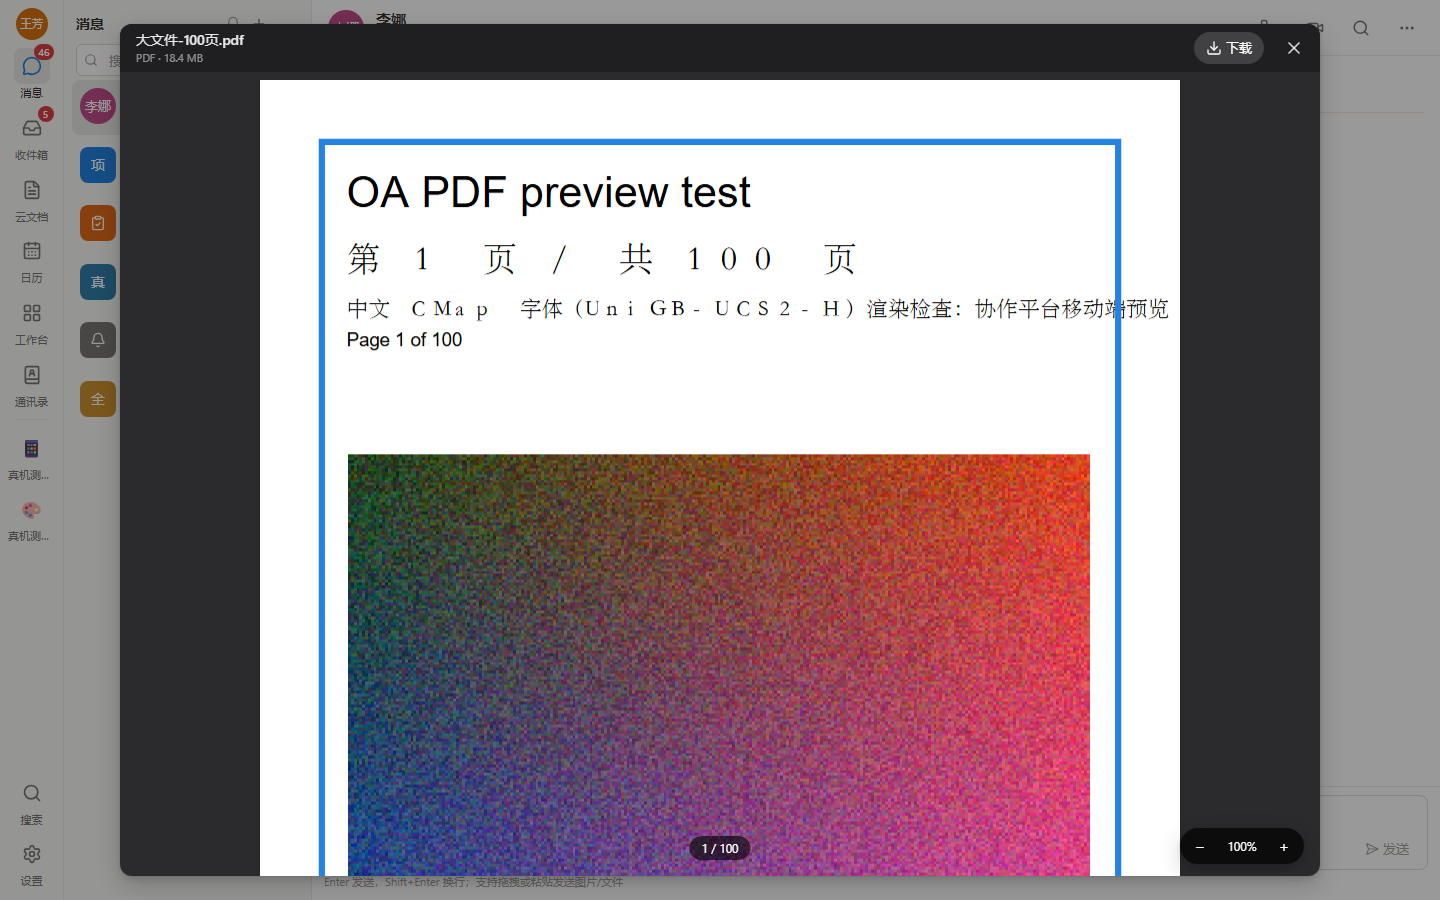 王芳
消息
李娜
大文件-100页.pdf
PDF · 18.4 MB
下载
46
消息
搜
李娜
5
收件箱
项
云文档
日历
真
工作台
通讯录
全
真机测...
真机测...
搜索
设置
OA PDF preview test
第 1 页 / 共 100 页
中文 CMap 字体（UniGB-UCS2-H）渲染检查：协作平台移动端预览
Page 1 of 100
1 / 100
− 100% +
发送
Enter 发送，Shift+Enter 换行；支持拖拽或粘贴发送图片/文件